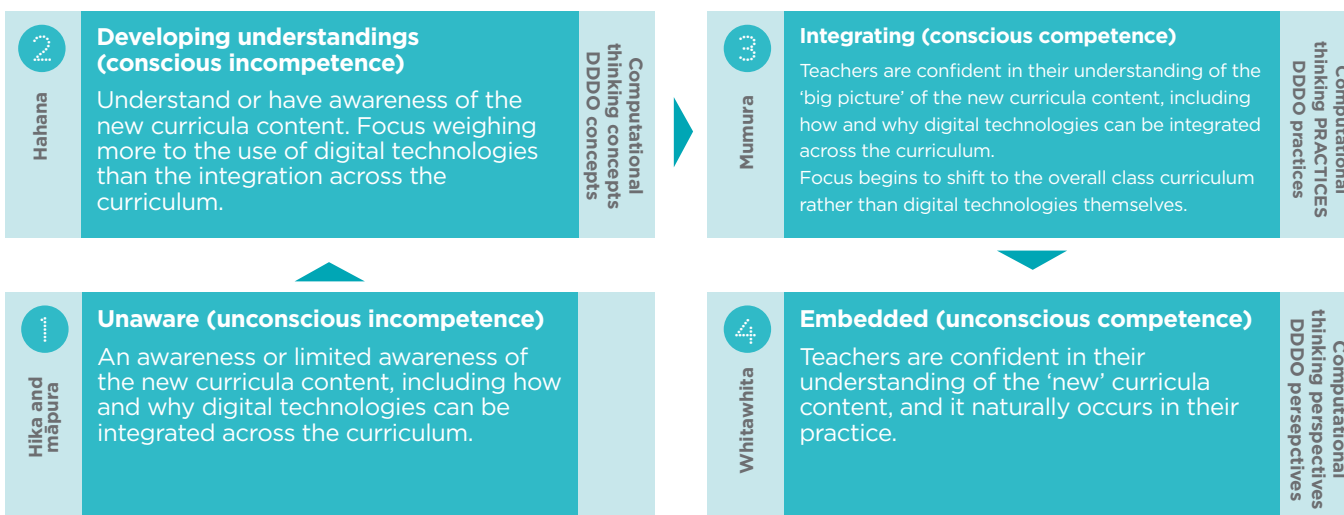 2
Hahana
Developing understandings
(conscious incompetence)
Understand or have awareness of the
new curricula content. Focus weighing
more to the use of digital technologies
than the integration across the
curriculum.
Computational
thinking concepts
DDDO concepts
3
Mumura
Integrating (conscious competence)
Teachers are confident in their understanding of the
‘big picture’ of the new curricula content, including
how and why digital technologies can be integrated
across the curriculum.
Focus begins to shift to the overall class curriculum
rather than digital technologies themselves.
Computational
thinking PRACTICES
DDDO practices
1
Hika and
māpura
Unaware (unconscious incompetence)
An awareness or limited awareness of
the new curricula content, including how
and why digital technologies can be
integrated across the curriculum.
4
Whitawhita
Embedded (unconscious competence)
Teachers are confident in their
understanding of the ‘new’ curricula
content, and it naturally occurs in their
practice.
Computational
thinking perspectives
DDDO persepctives